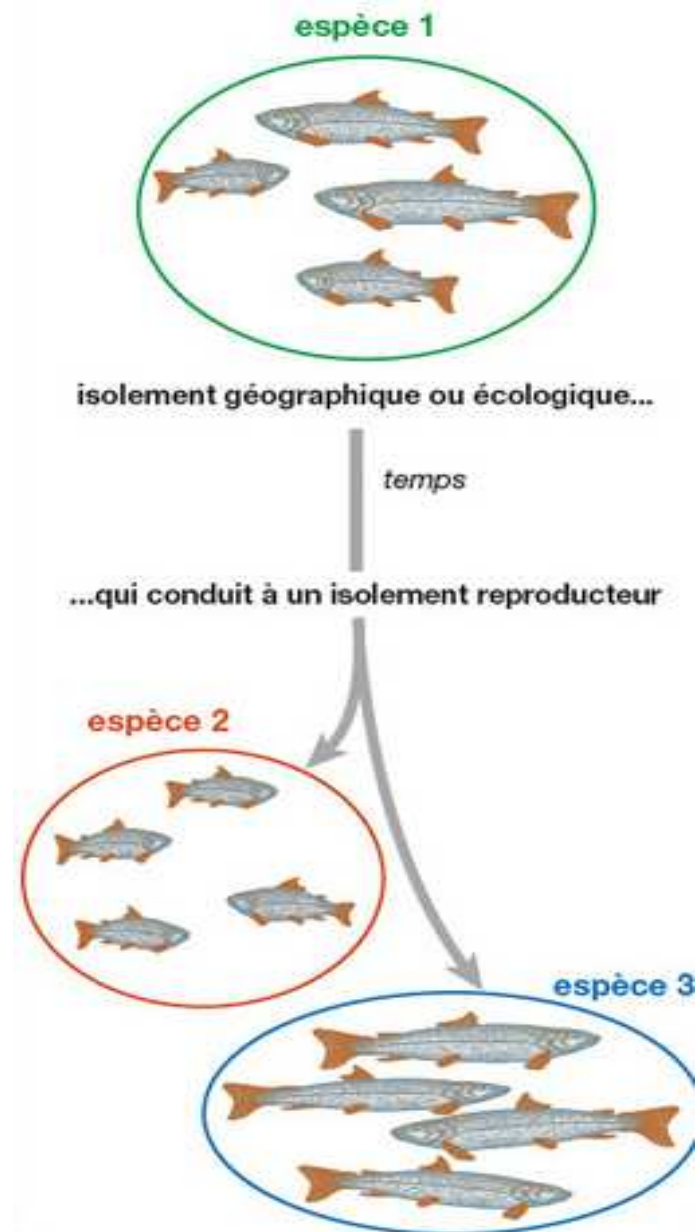 espèce 1
isolement géographique ou écologique...
temps
...qui conduit à un isolement reproducteur
espèce 2
espèce 3